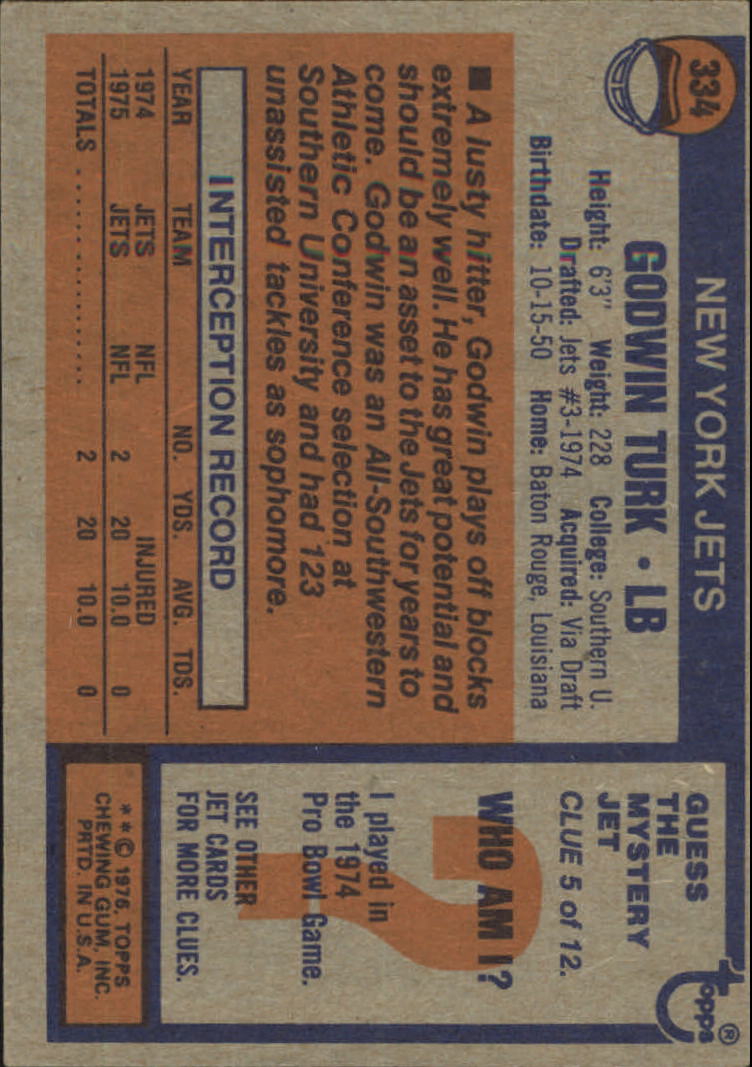 334
NEW YORK JETS
GODWIN TURK • LB
Height: 6'3" Weight: 228 College: Southern U.
Drafted: Jets #3-1974 Acquired: Via Draft
Birthdate: 10-15-50 Home: Baton Rouge, Louisiana
■ A lusty hitter, Godwin plays off blocks
extremely well. He has great potential and
should be an asset to the Jets for years to
come. Godwin was an All-Southwestern
Athletic Conference selection at
Southern University and had 123
unassisted tackles as sophomore.
INTERCEPTION RECORD
YEAR TEAM NO. YDS. AVG. TDS.
1974 JETS NFL INJURED
1975 JETS NFL 2 20 10.0 0
TOTALS . . . . . . . . . . . . . . . . 2 20 10.0 0
topps®
GUESS
THE
MYSTERY
JET
CLUE 5 of 12.
?
WHO AM I?
I played in
the 1974
Pro Bowl Game.
SEE OTHER
JET CARDS
FOR MORE CLUES.
**© 1976, TOPPS
CHEWING GUM, INC.
PRTD. IN U.S.A.